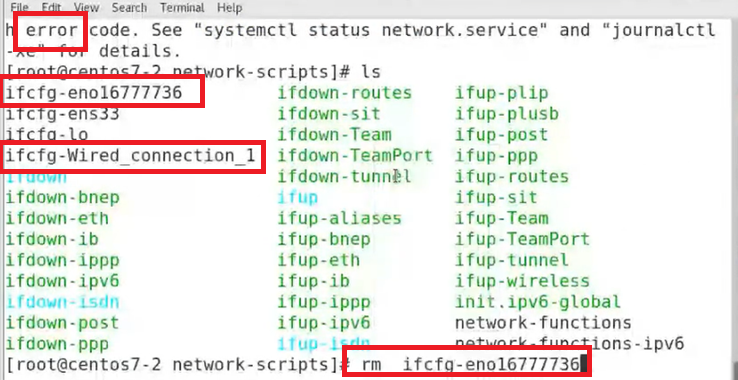 File Edit View Search Terminal Help
h error code. See "systemctl status network.service" and "journalctl
-xe" for details.
[root@centos7-2 network-scripts]# ls
ifcfg-eno16777736 ifdown-routes ifup-plip
ifcfg-ens33 ifdown-sit ifup-plusb
ifcfg-lo ifdown-Team ifup-post
ifcfg-Wired_connection_1 ifdown-TeamPort ifup-ppp
ifdown ifdown-tunnel ifup-routes
ifdown-bnep ifup ifup-sit
ifdown-eth ifup-aliases ifup-Team
ifdown-ib ifup-bnep ifup-TeamPort
ifdown-ippp ifup-eth ifup-tunnel
ifdown-ipv6 ifup-ib ifup-wireless
ifdown-isdn ifup-ippp init.ipv6-global
ifdown-post ifup-ipv6 network-functions
ifdown-ppp ifup-isdn network-functions-ipv6
[root@centos7-2 network-scripts]# rm ifcfg-eno16777736